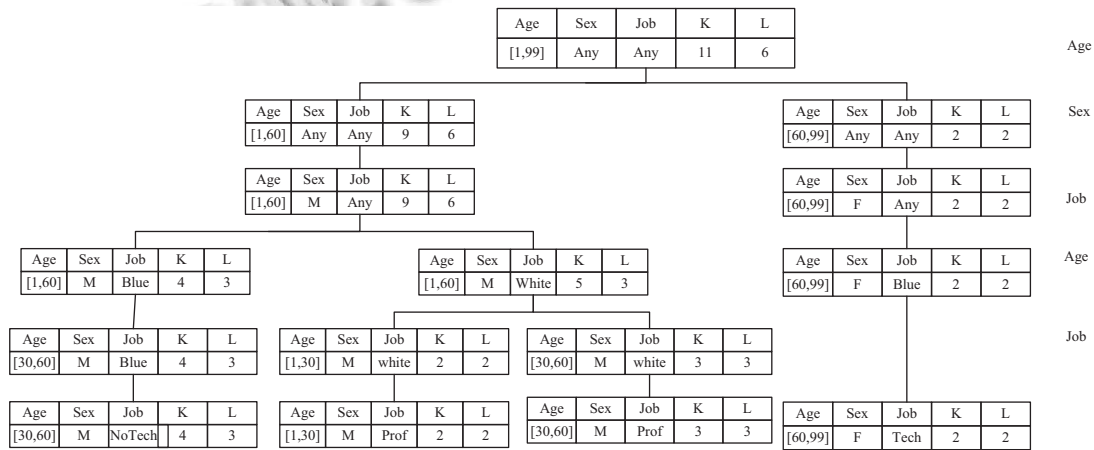 Age Sex Job K L
[1,99] Any Any 11 6
Age
Age Sex Job K L
[1,60] Any Any 9 6
Age Sex Job K L
[60,99] Any Any 2 2
Sex
Age Sex Job K L
[1,60] M Any 9 6
Age Sex Job K L
[60,99] F Any 2 2
Job
Age Sex Job K L
[1,60] M Blue 4 3
Age Sex Job K L
[1,60] M White 5 3
Age Sex Job K L
[60,99] F Blue 2 2
Age
Age Sex Job K L
[30,60] M Blue 4 3
Age Sex Job K L
[1,30] M white 2 2
Age Sex Job K L
[30,60] M white 3 3
Job
Age Sex Job K L
[30,60] M NoTech 4 3
Age Sex Job K L
[1,30] M Prof 2 2
Age Sex Job K L
[30,60] M Prof 3 3
Age Sex Job K L
[60,99] F Tech 2 2